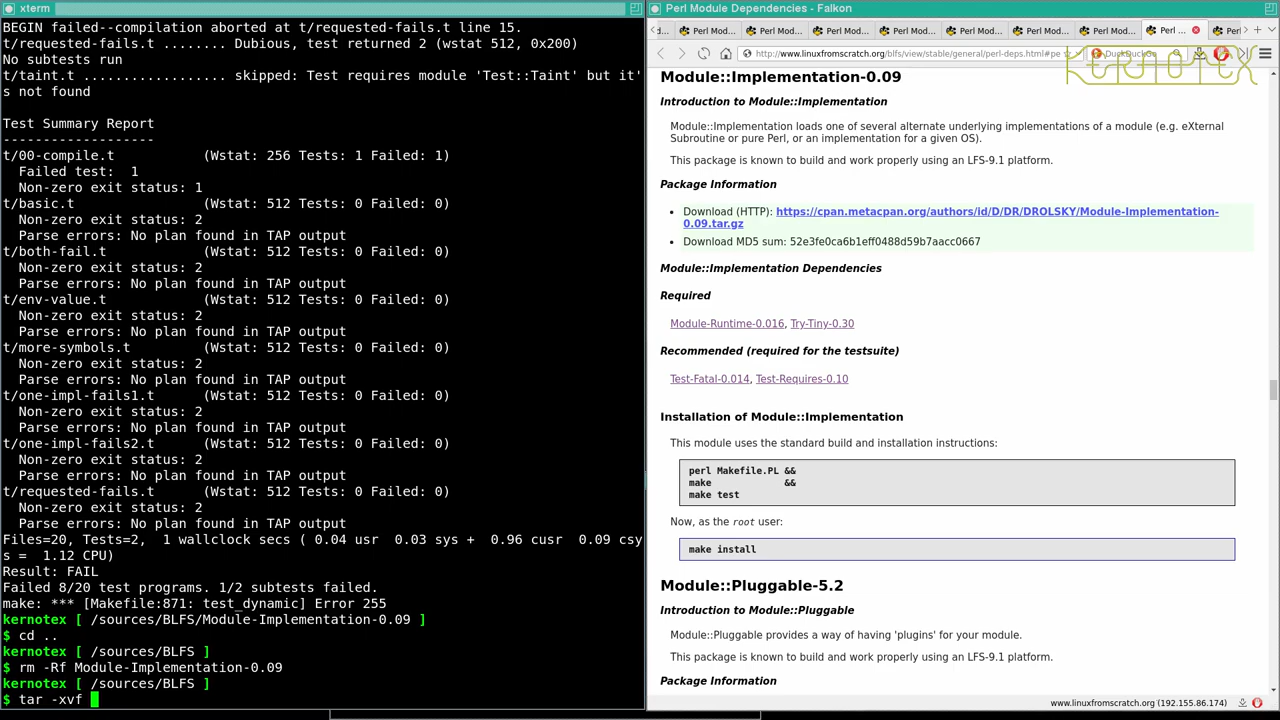 xterm
BEGIN failed--compilation aborted at t/requested-fails.t line 15.
t/requested-fails.t ........ Dubious, test returned 2 (wstat 512, 0x200)
No subtests run
t/taint.t .................. skipped: Test requires module 'Test::Taint' but it'
s not found
Test Summary Report
-------------------
t/00-compile.t (Wstat: 256 Tests: 1 Failed: 1)
Failed test: 1
Non-zero exit status: 1
t/basic.t (Wstat: 512 Tests: 0 Failed: 0)
Non-zero exit status: 2
Parse errors: No plan found in TAP output
t/both-fail.t (Wstat: 512 Tests: 0 Failed: 0)
Non-zero exit status: 2
Parse errors: No plan found in TAP output
t/env-value.t (Wstat: 512 Tests: 0 Failed: 0)
Non-zero exit status: 2
Parse errors: No plan found in TAP output
t/more-symbols.t (Wstat: 512 Tests: 0 Failed: 0)
Non-zero exit status: 2
Parse errors: No plan found in TAP output
t/one-impl-fails1.t (Wstat: 512 Tests: 0 Failed: 0)
Non-zero exit status: 2
Parse errors: No plan found in TAP output
t/one-impl-fails2.t (Wstat: 512 Tests: 0 Failed: 0)
Non-zero exit status: 2
Parse errors: No plan found in TAP output
t/requested-fails.t (Wstat: 512 Tests: 0 Failed: 0)
Non-zero exit status: 2
Parse errors: No plan found in TAP output
Files=20, Tests=2, 1 wallclock secs ( 0.04 usr 0.03 sys + 0.96 cusr 0.09 csy
s = 1.12 CPU)
Result: FAIL
Failed 8/20 test programs. 1/2 subtests failed.
make: *** [Makefile:871: test_dynamic] Error 255
kernotex [ /sources/BLFS/Module-Implementation-0.09 ]
$ cd ..
kernotex [ /sources/BLFS ]
$ rm -Rf Module-Implementation-0.09
kernotex [ /sources/BLFS ]
$ tar -xvf
Perl Module Dependencies - Falkon
d... Perl Mod... Perl Mod... Perl Mod... Perl Mod... Perl Mod... Perl Mod... Perl Mod... Perl ... Perl
http://www.linuxfromscratch.org/blfs/view/stable/general/perl-deps.html#pe DuckDuckGo
KERNOTEX
Module::Implementation-0.09
Introduction to Module::Implementation
Module::Implementation loads one of several alternate underlying implementations of a module (e.g. eXternal
Subroutine or pure Perl, or an implementation for a given OS).
This package is known to build and work properly using an LFS-9.1 platform.
Package Information
• Download (HTTP): https://cpan.metacpan.org/authors/id/D/DR/DROLSKY/Module-Implementation-
0.09.tar.gz
• Download MD5 sum: 52e3fe0ca6b1eff0488d59b7aacc0667
Module::Implementation Dependencies
Required
Module-Runtime-0.016, Try-Tiny-0.30
Recommended (required for the testsuite)
Test-Fatal-0.014, Test-Requires-0.10
Installation of Module::Implementation
This module uses the standard build and installation instructions:
perl Makefile.PL &&
make &&
make test
Now, as the root user:
make install
Module::Pluggable-5.2
Introduction to Module::Pluggable
Module::Pluggable provides a way of having 'plugins' for your module.
This package is known to build and work properly using an LFS-9.1 platform.
Package Information
www.linuxfromscratch.org (192.155.86.174)